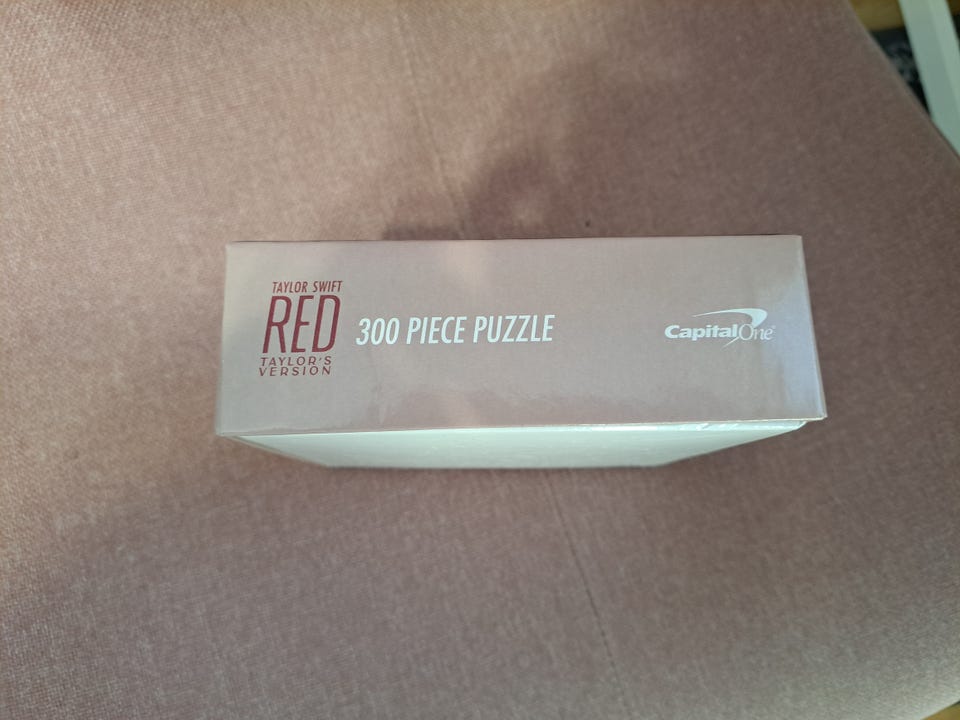 TAYLOR SWIFT
RED
TAYLOR'S
VERSION
300 PIECE PUZZLE
CapitalOne®